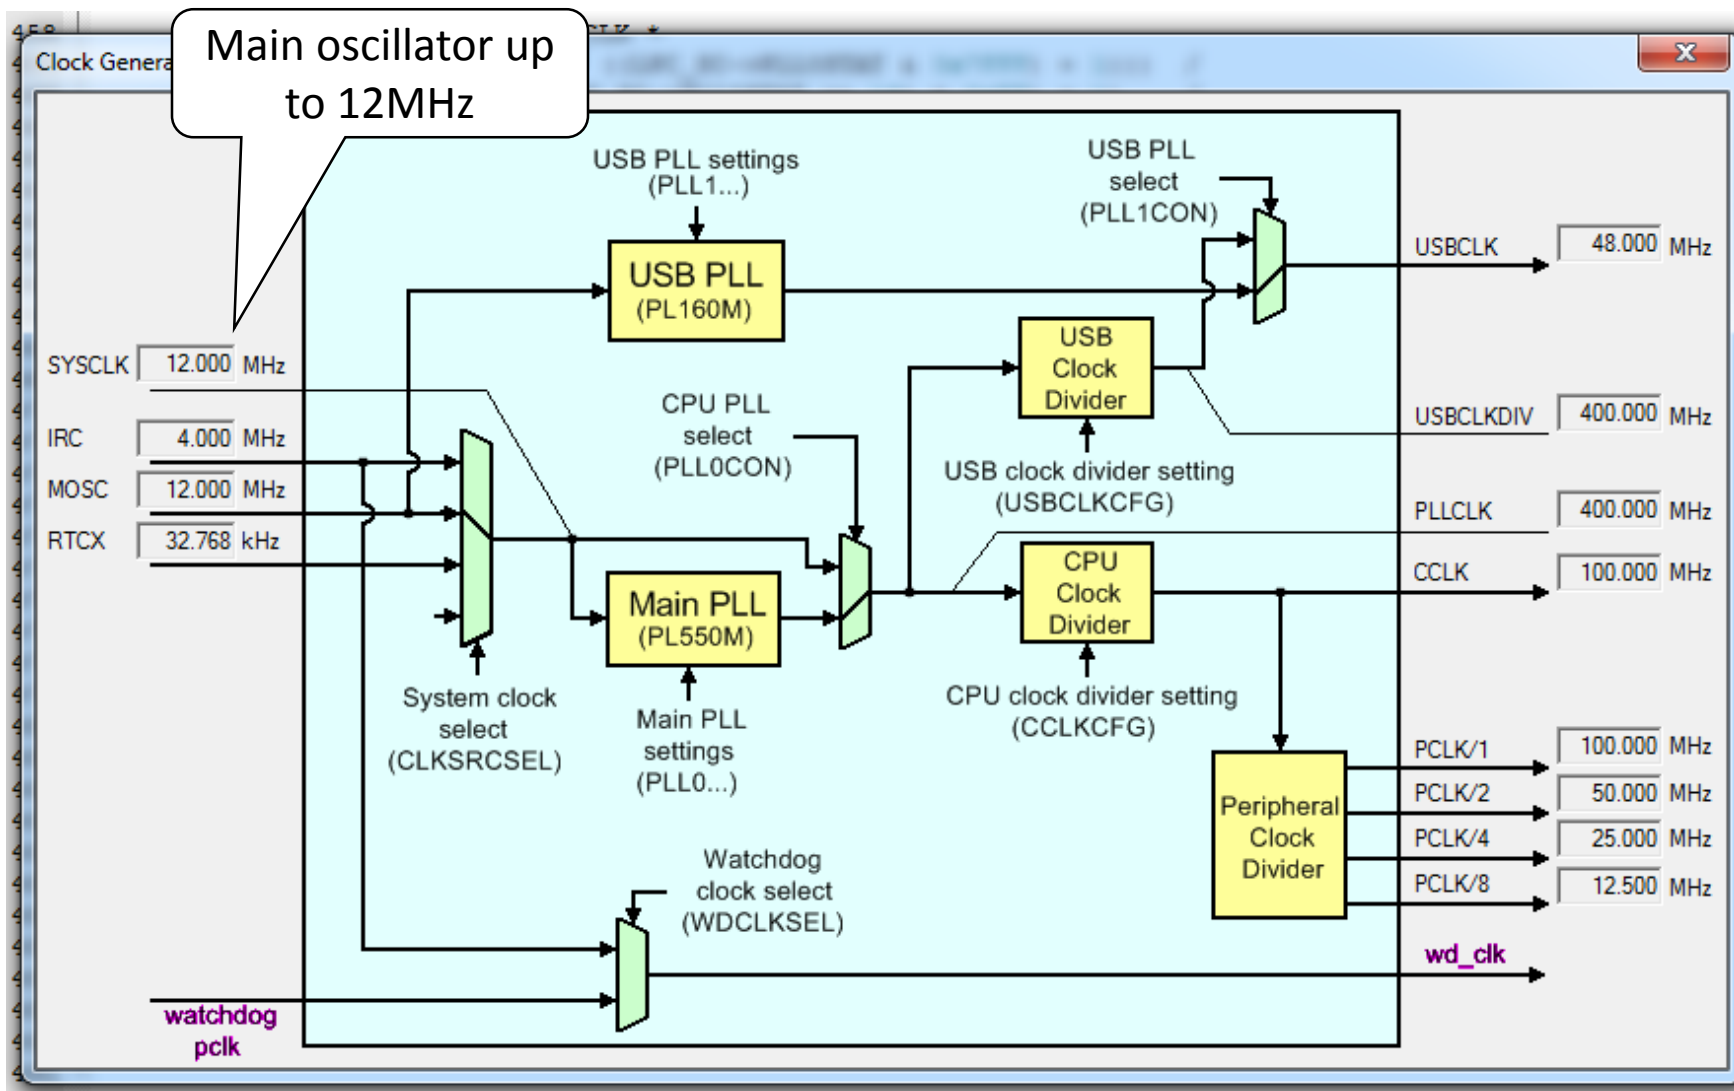 Main oscillator up
to 12MHz
Clock Genera
USB PLL settings
(PLL1...)
USB PLL
select
(PLL1CON)
USB PLL
(PL160M)
USBCLK 48.000 MHz
SYSCLK 12.000 MHz
USB
Clock
Divider
CPU PLL
select
(PLL0CON)
USBCLKDIV 400.000 MHz
IRC 4.000 MHz
MOSC 12.000 MHz
RTCX 32.768 kHz
USB clock divider setting
(USBCLKCFG)
PLLCLK 400.000 MHz
CPU
Clock
Divider
CCLK 100.000 MHz
Main PLL
(PL550M)
System clock
select
(CLKSRCSEL)
Main PLL
settings
(PLL0...)
CPU clock divider setting
(CCLKCFG)
Peripheral
Clock
Divider
PCLK/1 100.000 MHz
PCLK/2 50.000 MHz
PCLK/4 25.000 MHz
PCLK/8 12.500 MHz
Watchdog
clock select
(WDCLKSEL)
wd_clk
watchdog
pclk